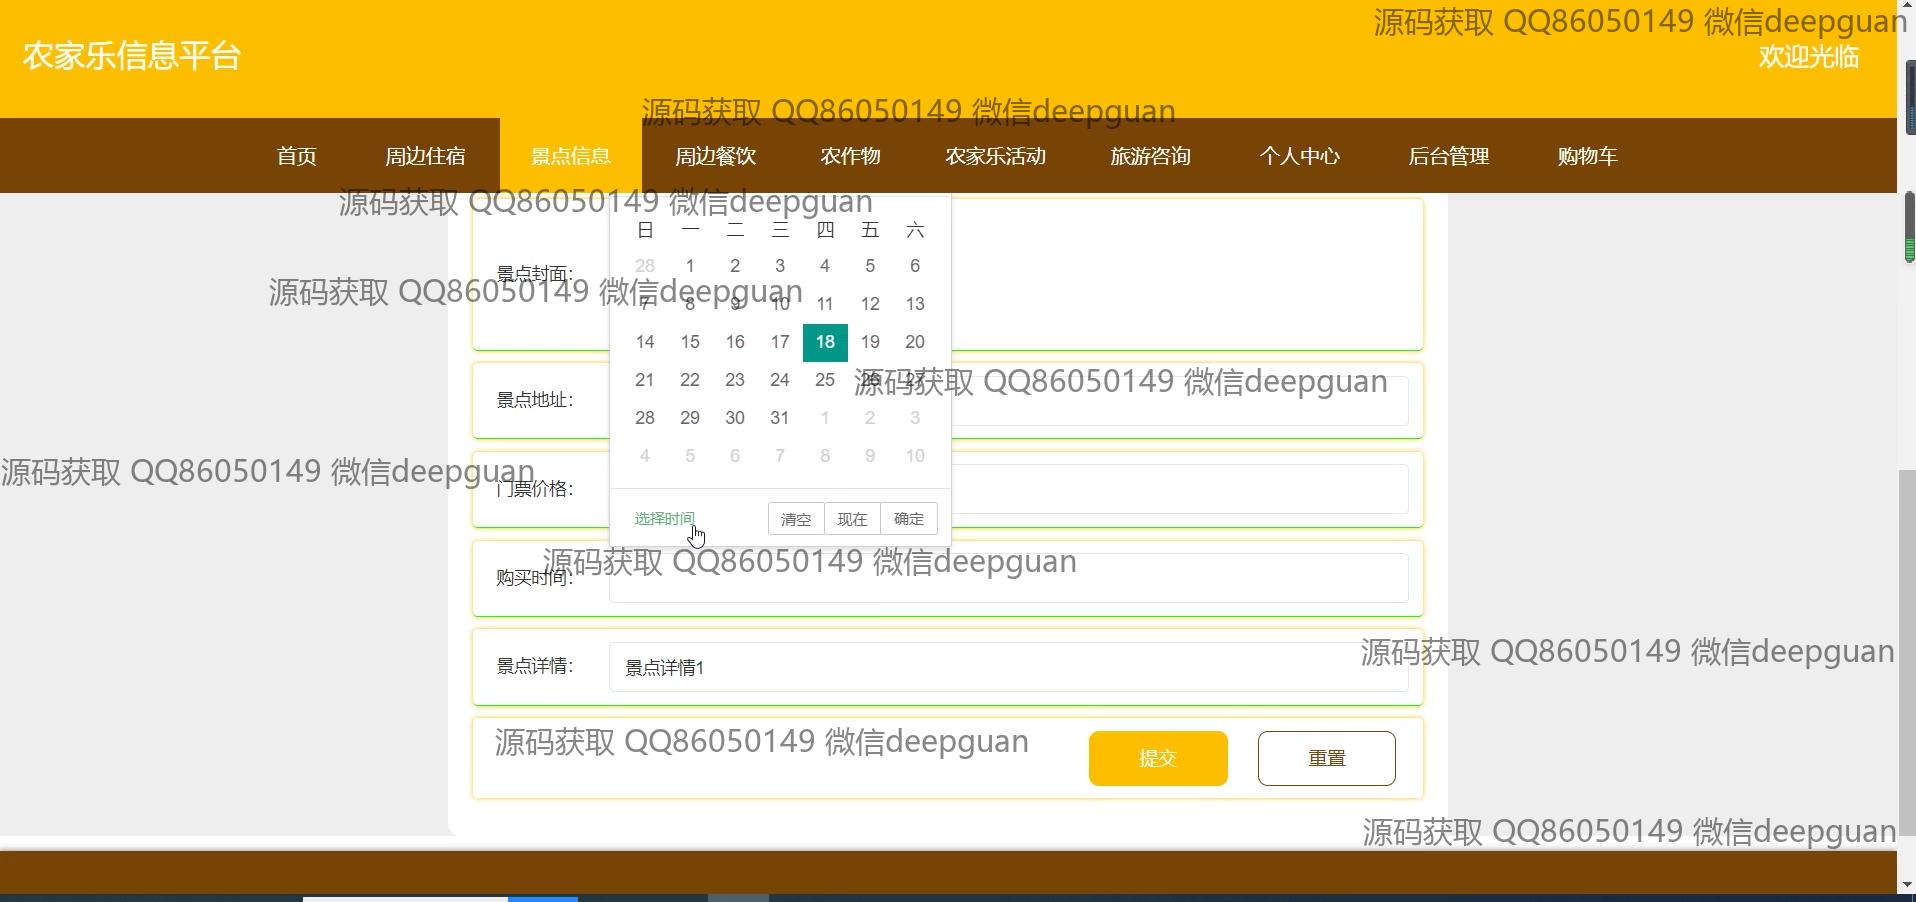 源码获取 QQ86050149 微信deepguan
农家乐信息平台
欢迎光临
源码获取 QQ86050149 微信deepguan
首页 周边住宿 景点信息 周边餐饮 农作物 农家乐活动 旅游咨询 个人中心 后台管理 购物车
源码获取 QQ86050149 微信deepguan
日 一 二 三 四 五 六
28 1 2 3 4 5 6
景点封面：
源码获取 QQ86050149 微信deepguan
7 8 9 10 11 12 13
14 15 16 17 18 19 20
21 22 23 24 25 26 27
源码获取 QQ86050149 微信deepguan
景点地址：
28 29 30 31 1 2 3
4 5 6 7 8 9 10
源码获取 QQ86050149 微信deepguan
门票价格：
选择时间 清空 现在 确定
源码获取 QQ86050149 微信deepguan
购买时间：
源码获取 QQ86050149 微信deepguan
景点详情： 景点详情1
源码获取 QQ86050149 微信deepguan
提交 重置
源码获取 QQ86050149 微信deepguan